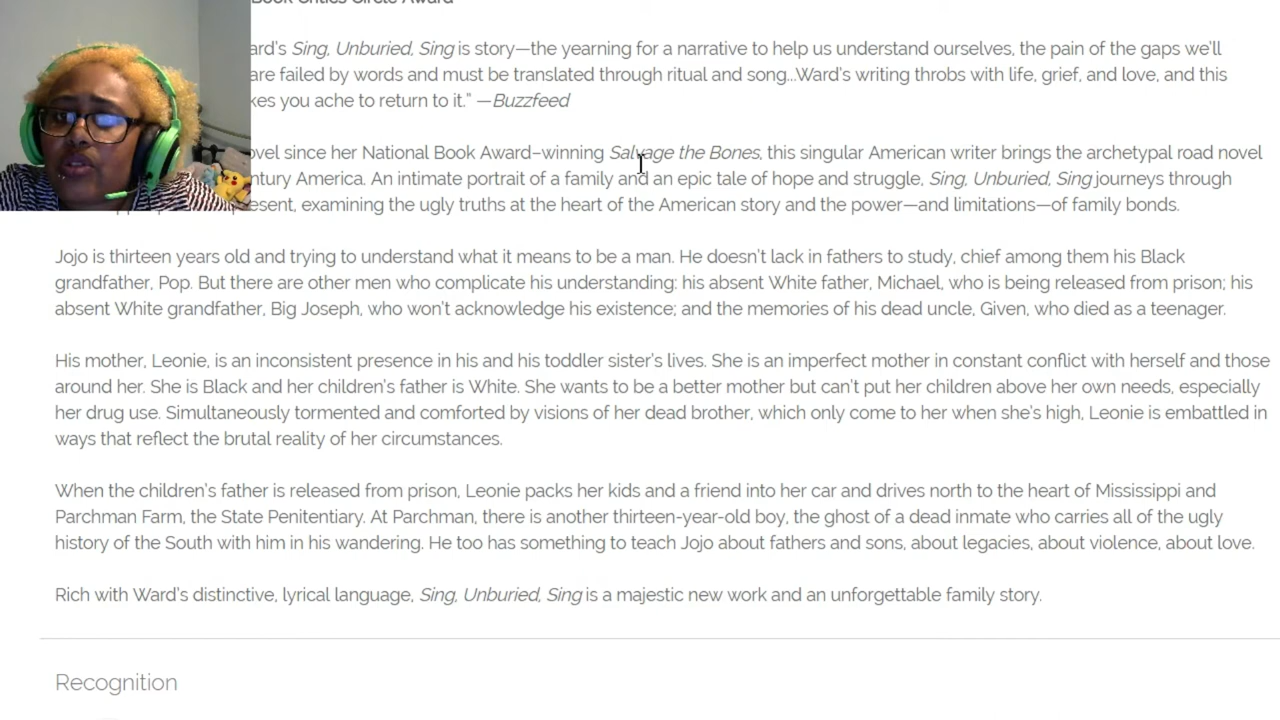 Book Critics Circle Award
ard's Sing, Unburied, Sing is story—the yearning for a narrative to help us understand ourselves, the pain of the gaps we'll
are failed by words and must be translated through ritual and song...Ward's writing throbs with life, grief, and love, and this
kes you ache to return to it." —Buzzfeed
ovel since her National Book Award–winning Salvage the Bones, this singular American writer brings the archetypal road novel
ntury America. An intimate portrait of a family and an epic tale of hope and struggle, Sing, Unburied, Sing journeys through
esent, examining the ugly truths at the heart of the American story and the power—and limitations—of family bonds.
Jojo is thirteen years old and trying to understand what it means to be a man. He doesn't lack in fathers to study, chief among them his Black
grandfather, Pop. But there are other men who complicate his understanding: his absent White father, Michael, who is being released from prison; his
absent White grandfather, Big Joseph, who won't acknowledge his existence; and the memories of his dead uncle, Given, who died as a teenager.
His mother, Leonie, is an inconsistent presence in his and his toddler sister's lives. She is an imperfect mother in constant conflict with herself and those
around her. She is Black and her children's father is White. She wants to be a better mother but can't put her children above her own needs, especially
her drug use. Simultaneously tormented and comforted by visions of her dead brother, which only come to her when she's high, Leonie is embattled in
ways that reflect the brutal reality of her circumstances.
When the children's father is released from prison, Leonie packs her kids and a friend into her car and drives north to the heart of Mississippi and
Parchman Farm, the State Penitentiary. At Parchman, there is another thirteen-year-old boy, the ghost of a dead inmate who carries all of the ugly
history of the South with him in his wandering. He too has something to teach Jojo about fathers and sons, about legacies, about violence, about love.
Rich with Ward's distinctive, lyrical language, Sing, Unburied, Sing is a majestic new work and an unforgettable family story.
Recognition